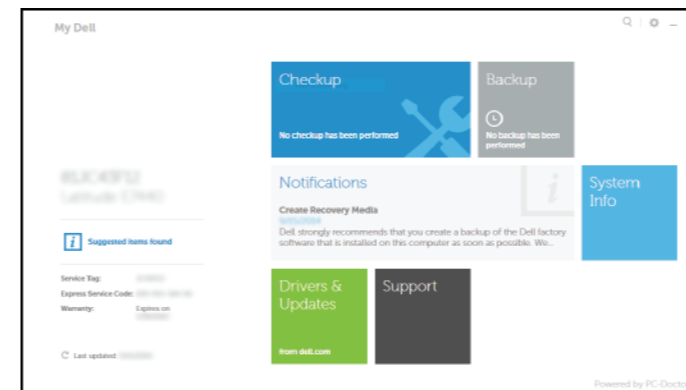 My Dell
Checkup
No checkup has been performed
Backup
No backup has been
performed
Suggested items found
Notifications
Create Recovery Media
Dell strongly recommends that you create a backup of the Dell factory
software that is installed on this computer as soon as possible. We...
System
Info
Service Tag:
Express Service Code:
Warranty:
Expires on
Last updated:
Drivers &
Updates
from dell.com
Support
Powered by PC-Docto